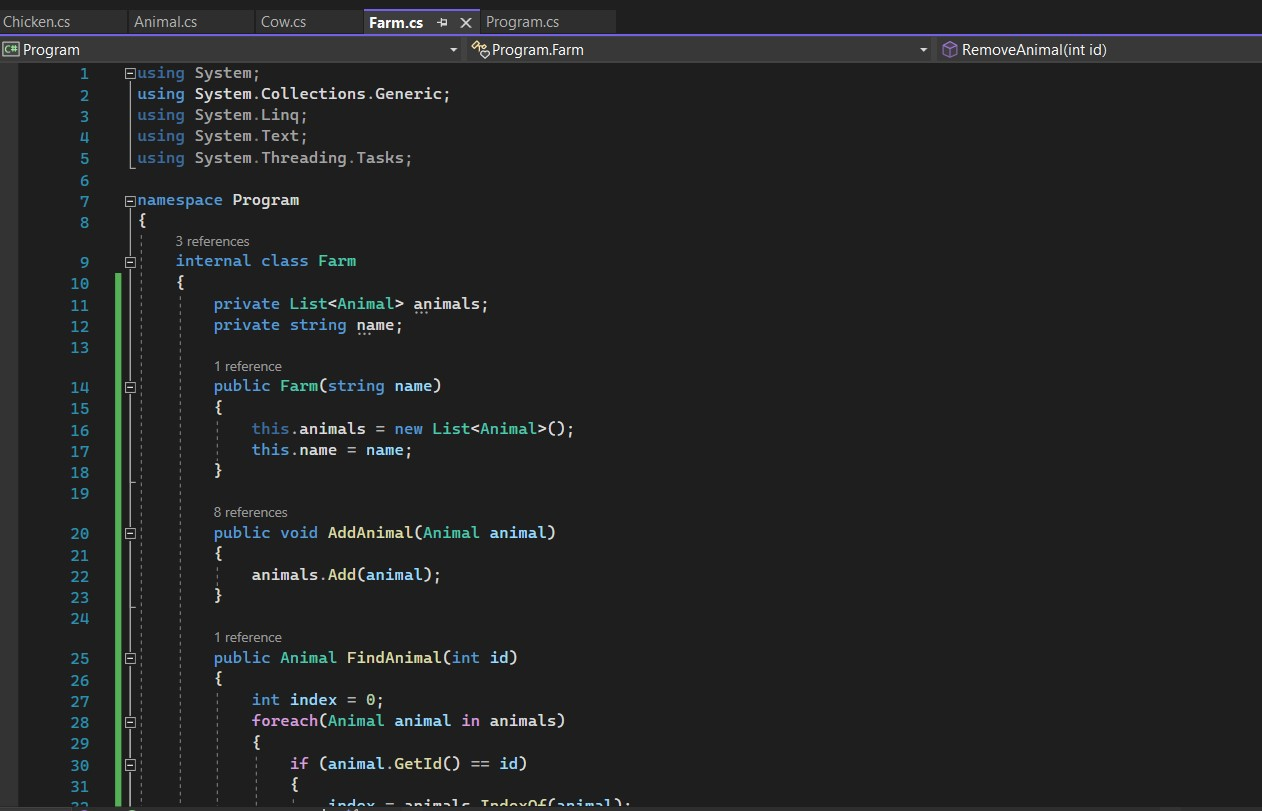 Chicken.cs Animal.cs Cow.cs Farm.cs Program.cs
C# Program Program.Farm RemoveAnimal(int id)
1 using System;
2 using System.Collections.Generic;
3 using System.Linq;
4 using System.Text;
5 using System.Threading.Tasks;
6
7 namespace Program
8 {
3 references
9 internal class Farm
10 {
11 private List<Animal> animals;
12 private string name;
13
1 reference
14 public Farm(string name)
15 {
16 this.animals = new List<Animal>();
17 this.name = name;
18 }
19
8 references
20 public void AddAnimal(Animal animal)
21 {
22 animals.Add(animal);
23 }
24
1 reference
25 public Animal FindAnimal(int id)
26 {
27 int index = 0;
28 foreach(Animal animal in animals)
29 {
30 if (animal.GetId() == id)
31 {
32 index = animals.IndexOf(animal);